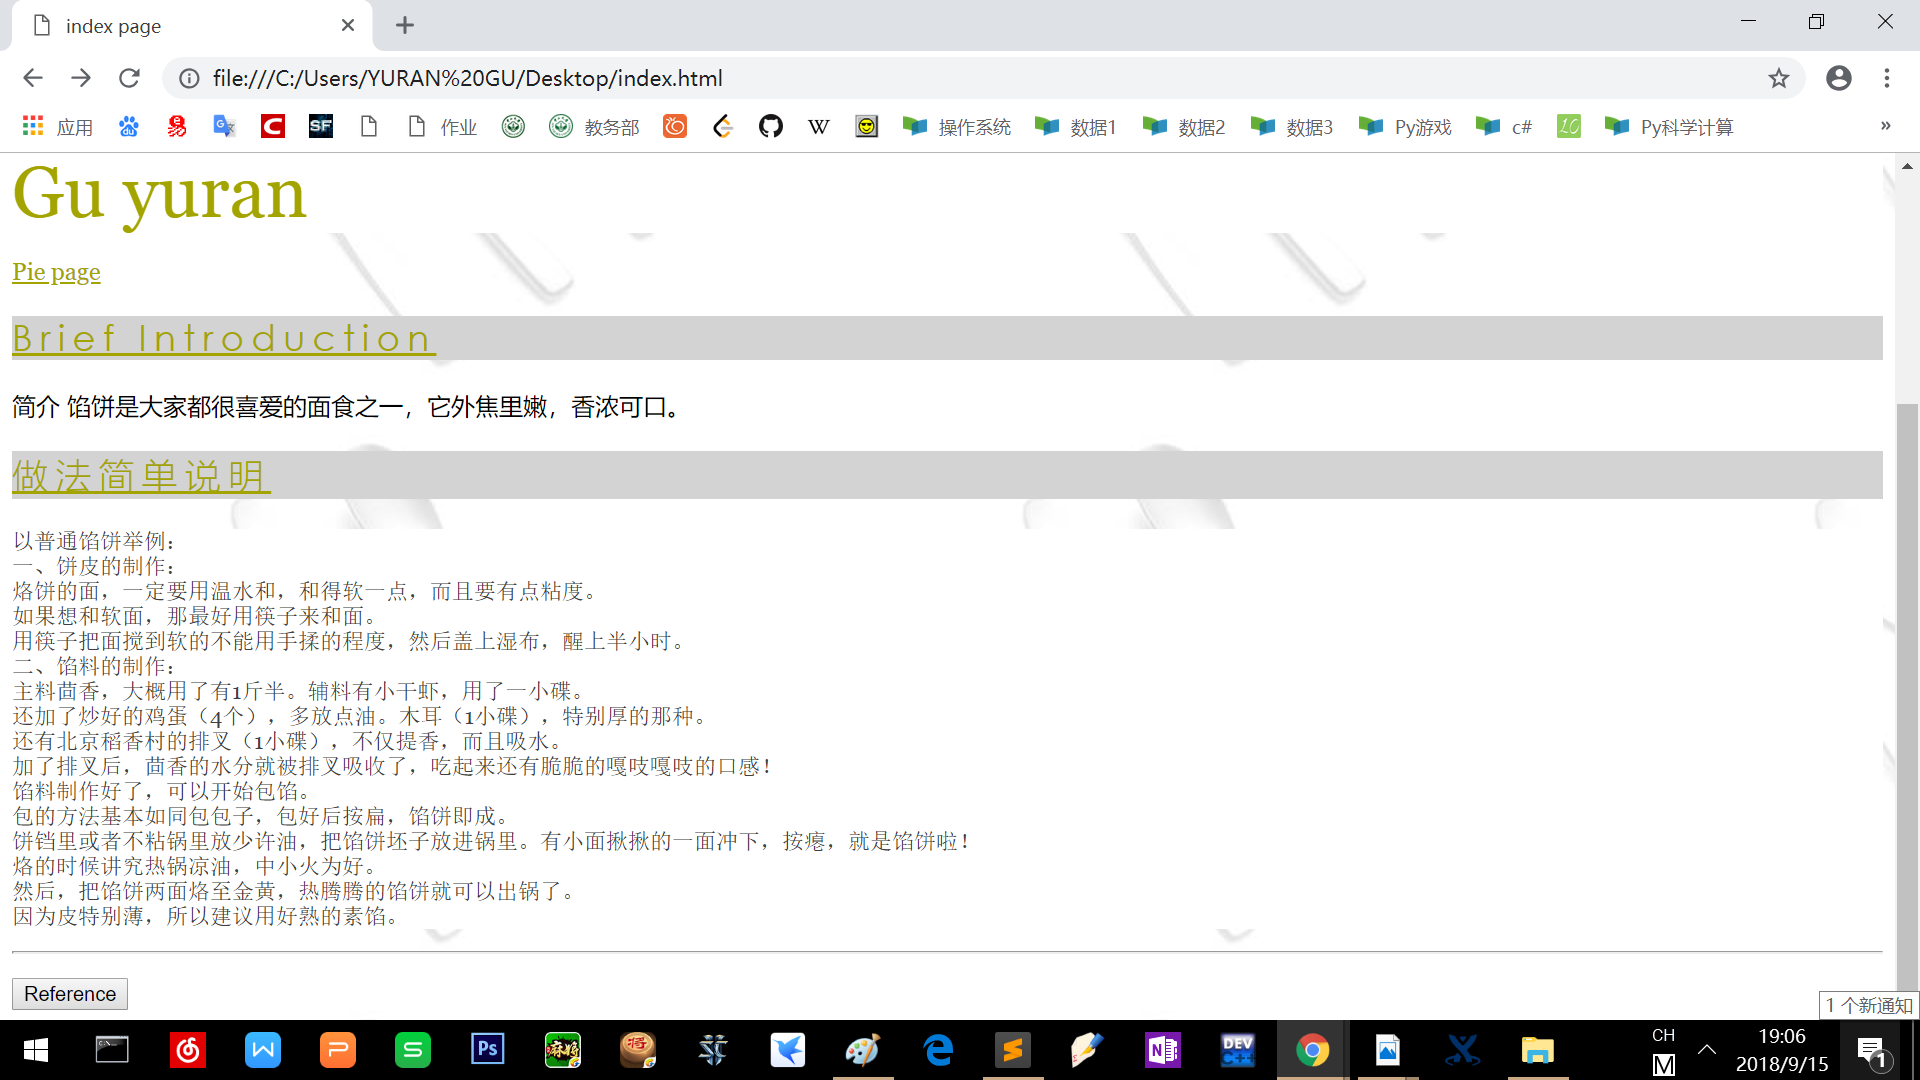 index page
file:///C:/Users/YURAN%20GU/Desktop/index.html
应用 作业 教务部 操作系统 数据1 数据2 数据3 Py游戏 c# Py科学计算 »
Gu yuran
Pie page
Brief Introduction
简介 馅饼是大家都很喜爱的面食之一，它外焦里嫩，香浓可口。
做法简单说明
以普通馅饼举例：
一、饼皮的制作：
烙饼的面，一定要用温水和，和得软一点，而且要有点粘度。
如果想和软面，那最好用筷子来和面。
用筷子把面搅到软的不能用手揉的程度，然后盖上湿布，醒上半小时。
二、馅料的制作：
主料茴香，大概用了有1斤半。辅料有小干虾，用了一小碟。
还加了炒好的鸡蛋（4个），多放点油。木耳（1小碟），特别厚的那种。
还有北京稻香村的排叉（1小碟），不仅提香，而且吸水。
加了排叉后，茴香的水分就被排叉吸收了，吃起来还有脆脆的嘎吱嘎吱的口感！
馅料制作好了，可以开始包馅。
包的方法基本如同包包子，包好后按扁，馅饼即成。
饼铛里或者不粘锅里放少许油，把馅饼坯子放进锅里。有小面揪揪的一面冲下，按瘪，就是馅饼啦！
烙的时候讲究热锅凉油，中小火为好。
然后，把馅饼两面烙至金黄，热腾腾的馅饼就可以出锅了。
因为皮特别薄，所以建议用好熟的素馅。
Reference
1 个新通知
CH
M
19:06
2018/9/15
1